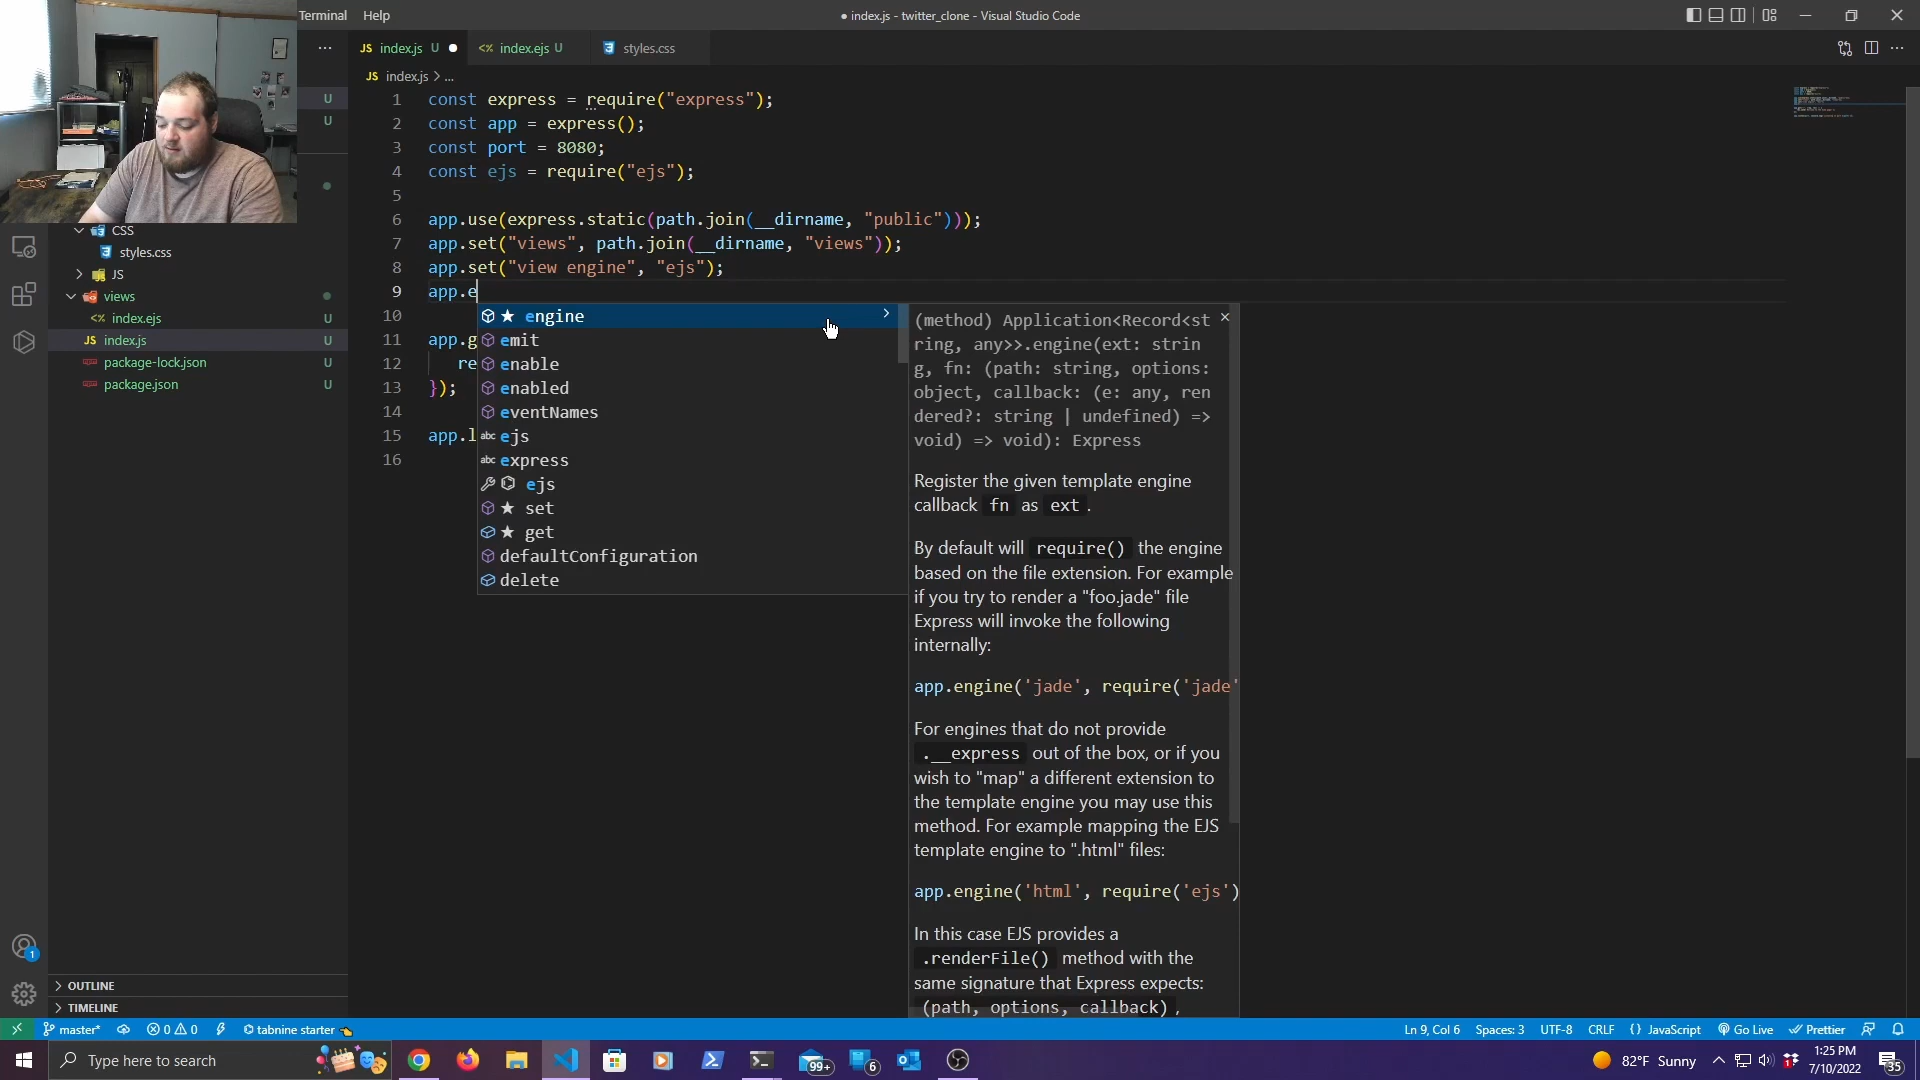 Terminal Help
● index.js - twitter_clone - Visual Studio Code
JS index.js U ●
<% index.ejs U
styles.css
JS index.js > ...
U
U
CSS
styles.css
JS
views
<% index.ejs U
JS index.js U
package-lock.json U
package.json U
OUTLINE
TIMELINE
1 const express = require("express");
2 const app = express();
3 const port = 8080;
4 const ejs = require("ejs");
5
6 app.use(express.static(path.join(__dirname, "public")));
7 app.set("views", path.join(__dirname, "views"));
8 app.set("view engine", "ejs");
9 app.e
10
11 app.g
12 re
13 });
14
15 app.l
16
★ engine
emit
enable
enabled
eventNames
abc ejs
abc express
ejs
★ set
★ get
defaultConfiguration
delete
(method) Application<Record<st
ring, any>>.engine(ext: strin
g, fn: (path: string, options:
object, callback: (e: any, ren
dered?: string | undefined) =>
void) => void): Express
Register the given template engine
callback fn as ext .
By default will require() the engine
based on the file extension. For example
if you try to render a "foo.jade" file
Express will invoke the following
internally:
app.engine('jade', require('jade'
For engines that do not provide
.__express out of the box, or if you
wish to "map" a different extension to
the template engine you may use this
method. For example mapping the EJS
template engine to ".html" files:
app.engine('html', require('ejs')
In this case EJS provides a
.renderFile() method with the
same signature that Express expects:
(path, options, callback) ,
master* 0 0 tabnine starter
Ln 9, Col 6 Spaces: 3 UTF-8 CRLF {} JavaScript Go Live Prettier
1
Type here to search
99+
6
82°F Sunny
1
1:25 PM
7/10/2022
35